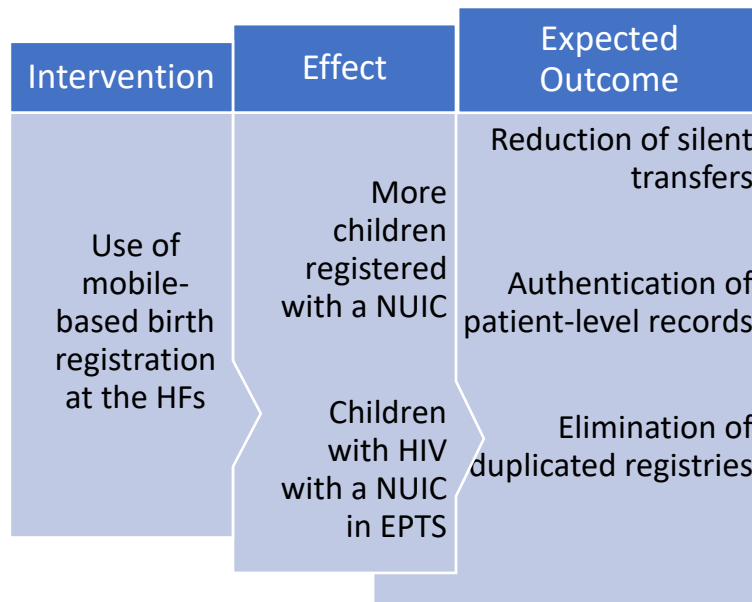 Intervention
Use of
mobile-
based birth
registration
at the HFs
Effect
More
children
registered
with a NUIC
Children
with HIV
with a NUIC
in EPTS
Expected
Outcome
Reduction of silent
transfers
Authentication of
patient-level records
Elimination of
duplicated registries